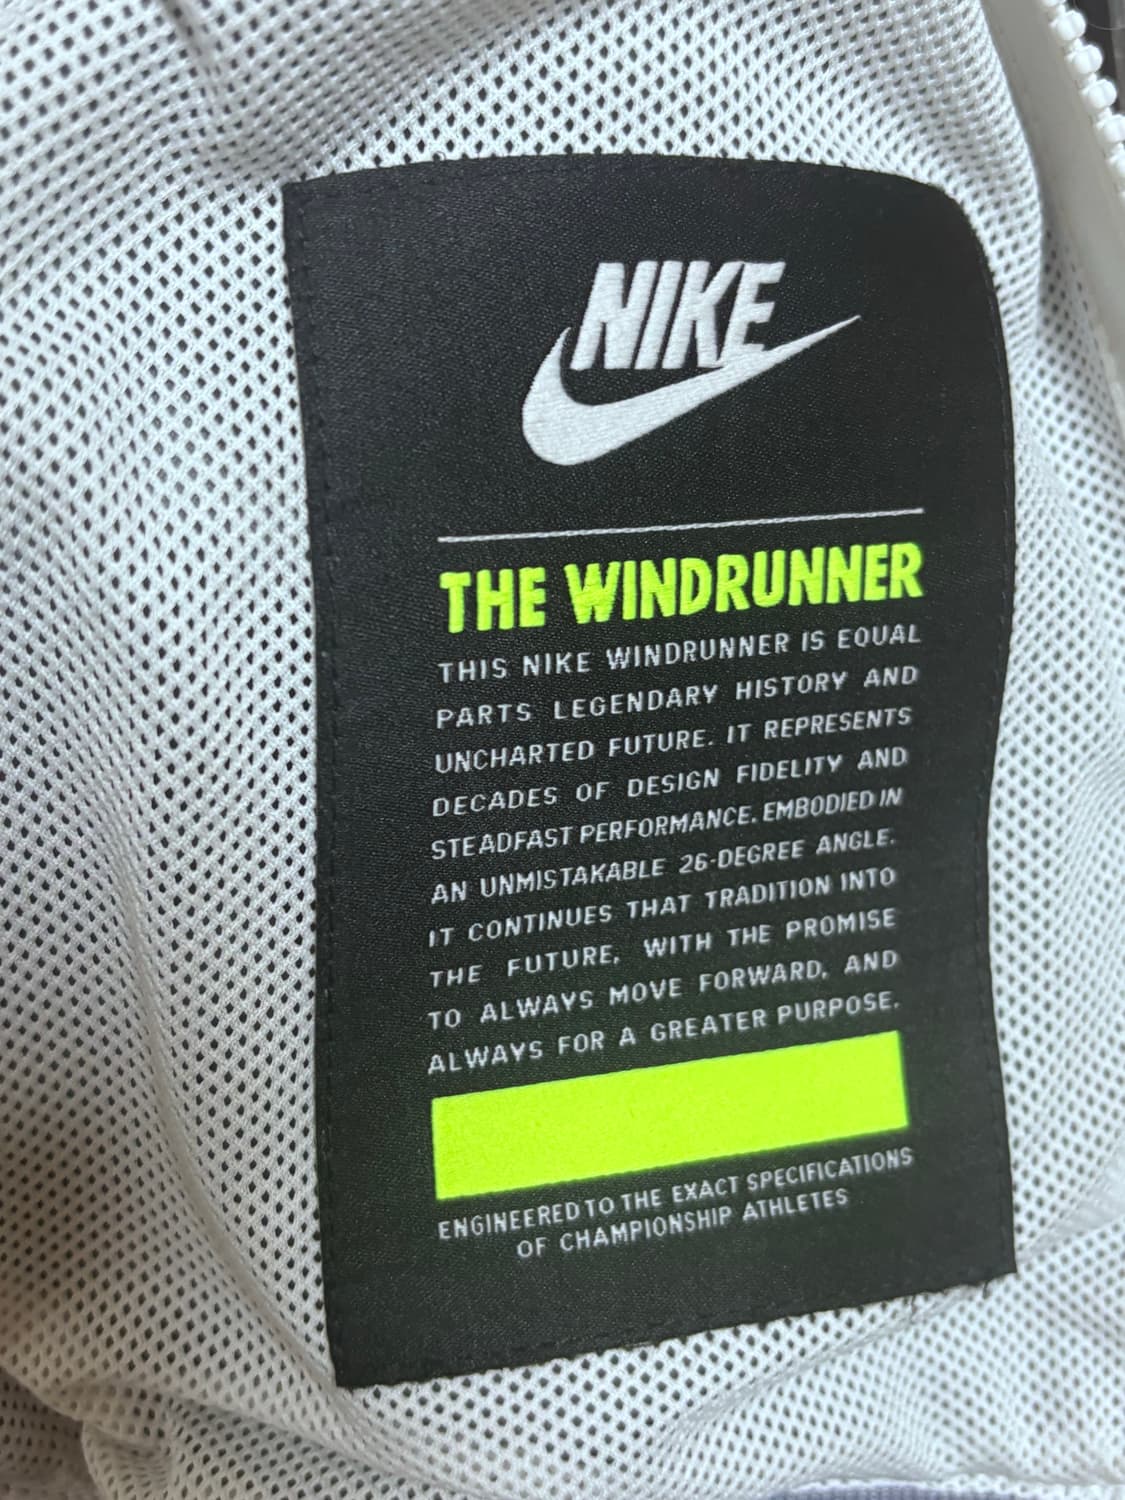 NIKE
THE WINDRUNNER
THIS NIKE WINDRUNNER IS EQUAL
PARTS LEGENDARY HISTORY AND
UNCHARTED FUTURE. IT REPRESENTS
DECADES OF DESIGN FIDELITY AND
STEADFAST PERFORMANCE. EMBODIED IN
AN UNMISTAKABLE 26-DEGREE ANGLE.
IT CONTINUES THAT TRADITION INTO
THE FUTURE, WITH THE PROMISE
TO ALWAYS MOVE FORWARD, AND
ALWAYS FOR A GREATER PURPOSE.
ENGINEERED TO THE EXACT SPECIFICATIONS
OF CHAMPIONSHIP ATHLETES